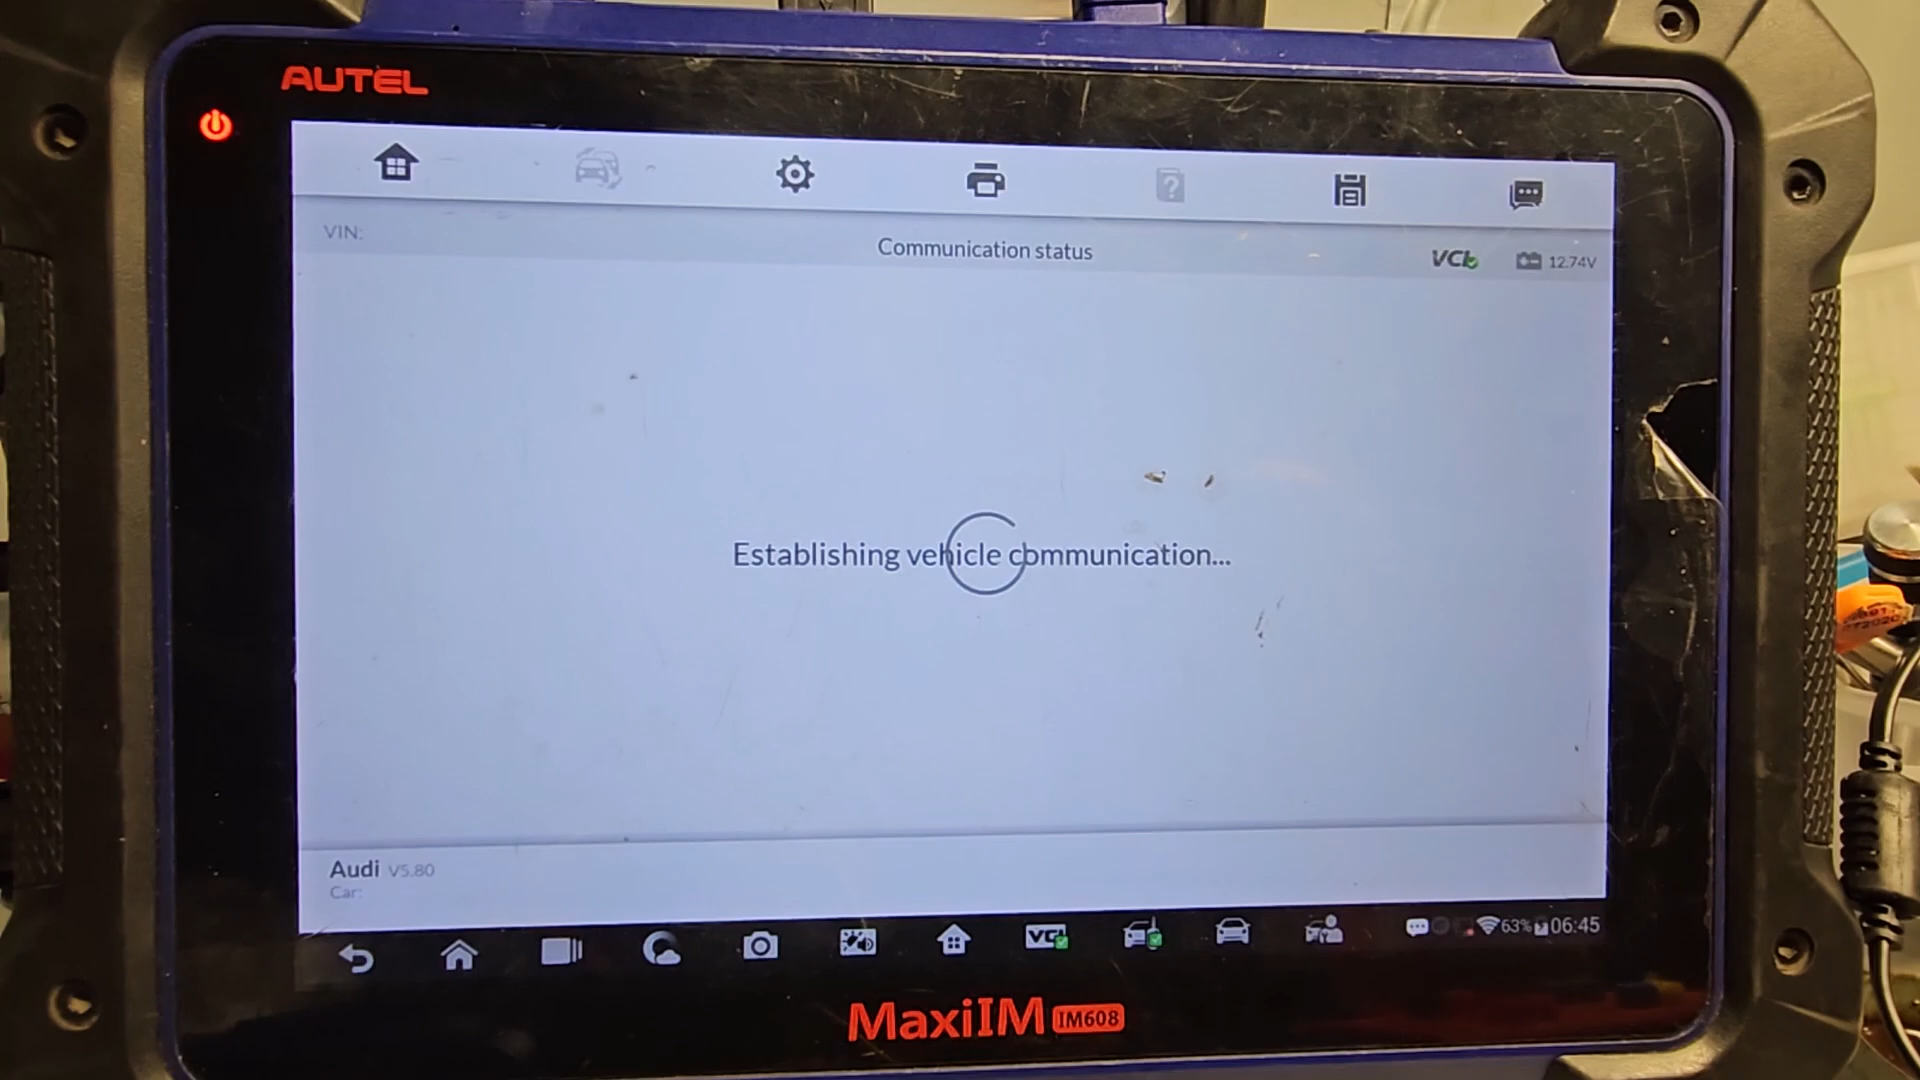 AUTEL
VIN:
Communication status
VCI
12.74V
Establishing vehicle communication...
Audi V5.80
Car:
VCI
63%
06:45
MaxiIM IM608